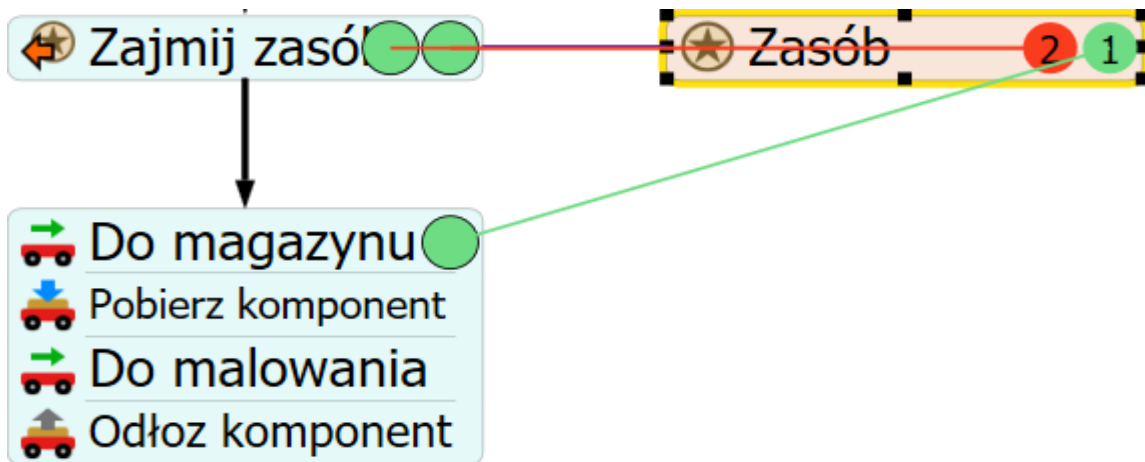 Zajmij zasób
Zasób 2 1
Do magazynu
Pobierz komponent
Do malowania
Odłoz komponent